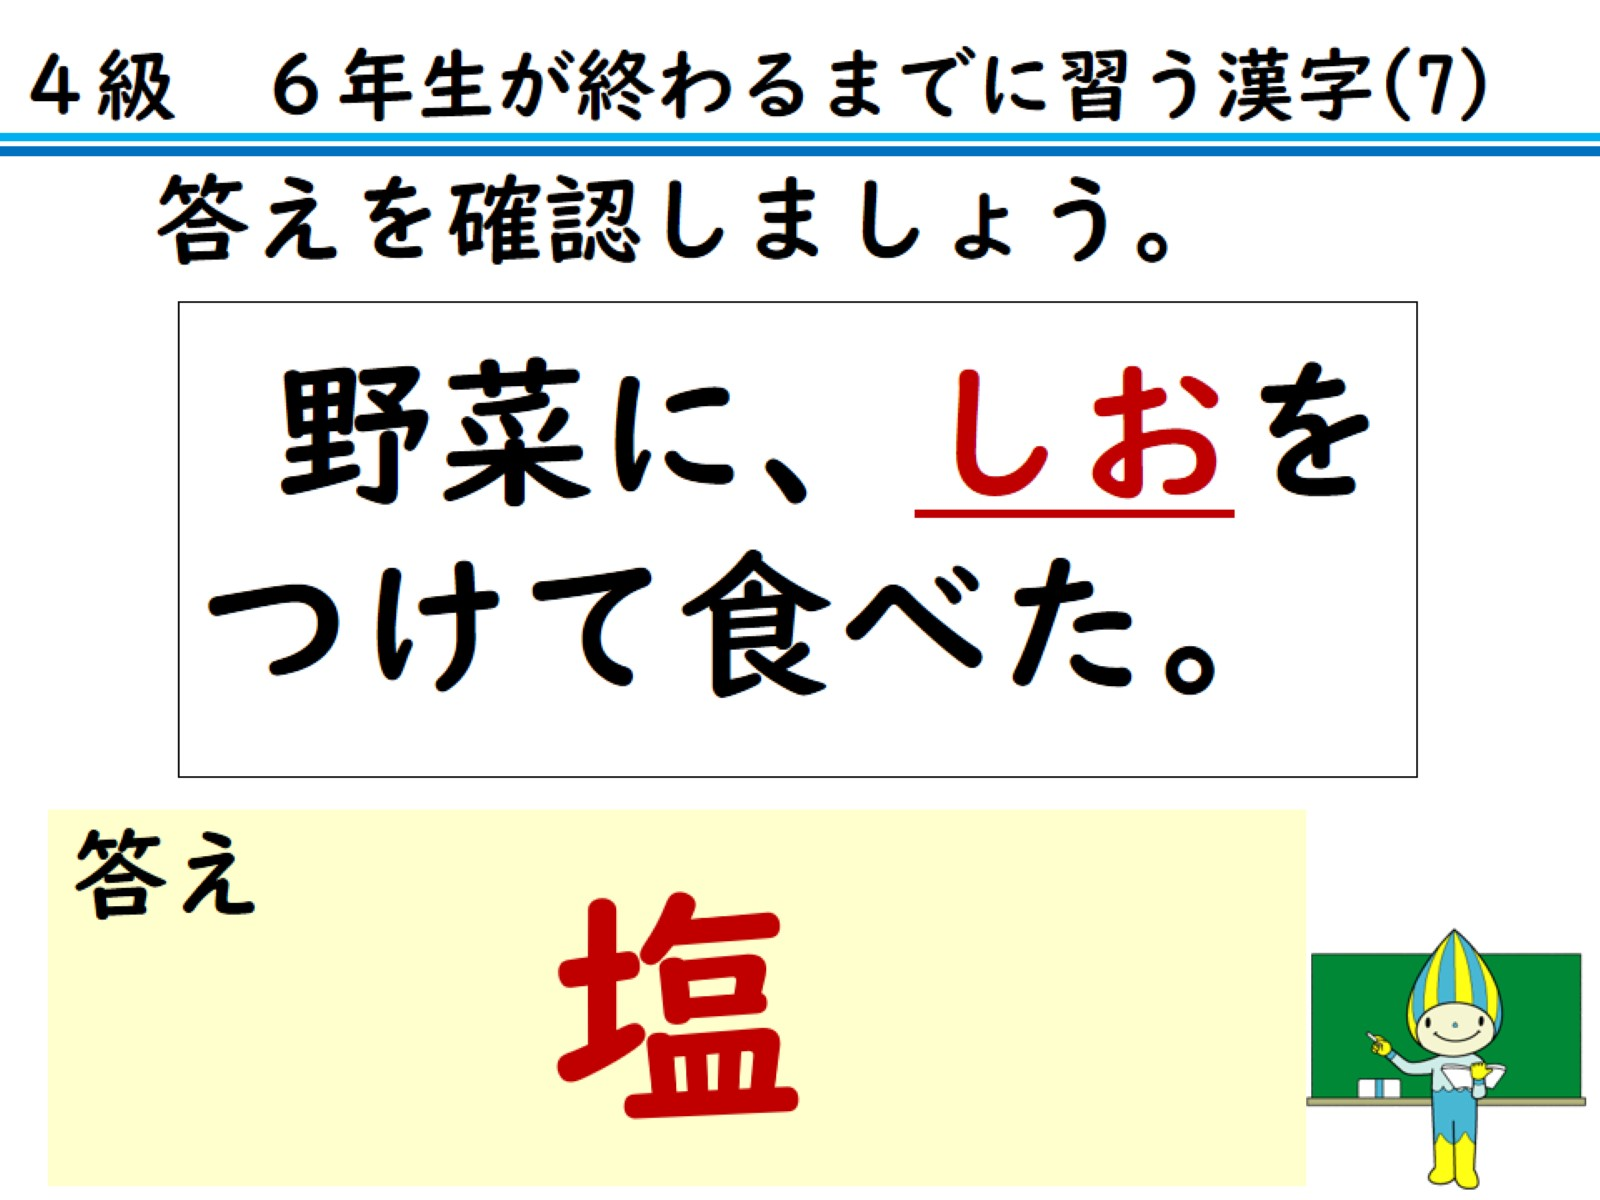 ４級　６年生が終わるまでに習う漢字(7)
答えを確認しましょう。
野菜に、しおを
つけて食べた。
答え
塩